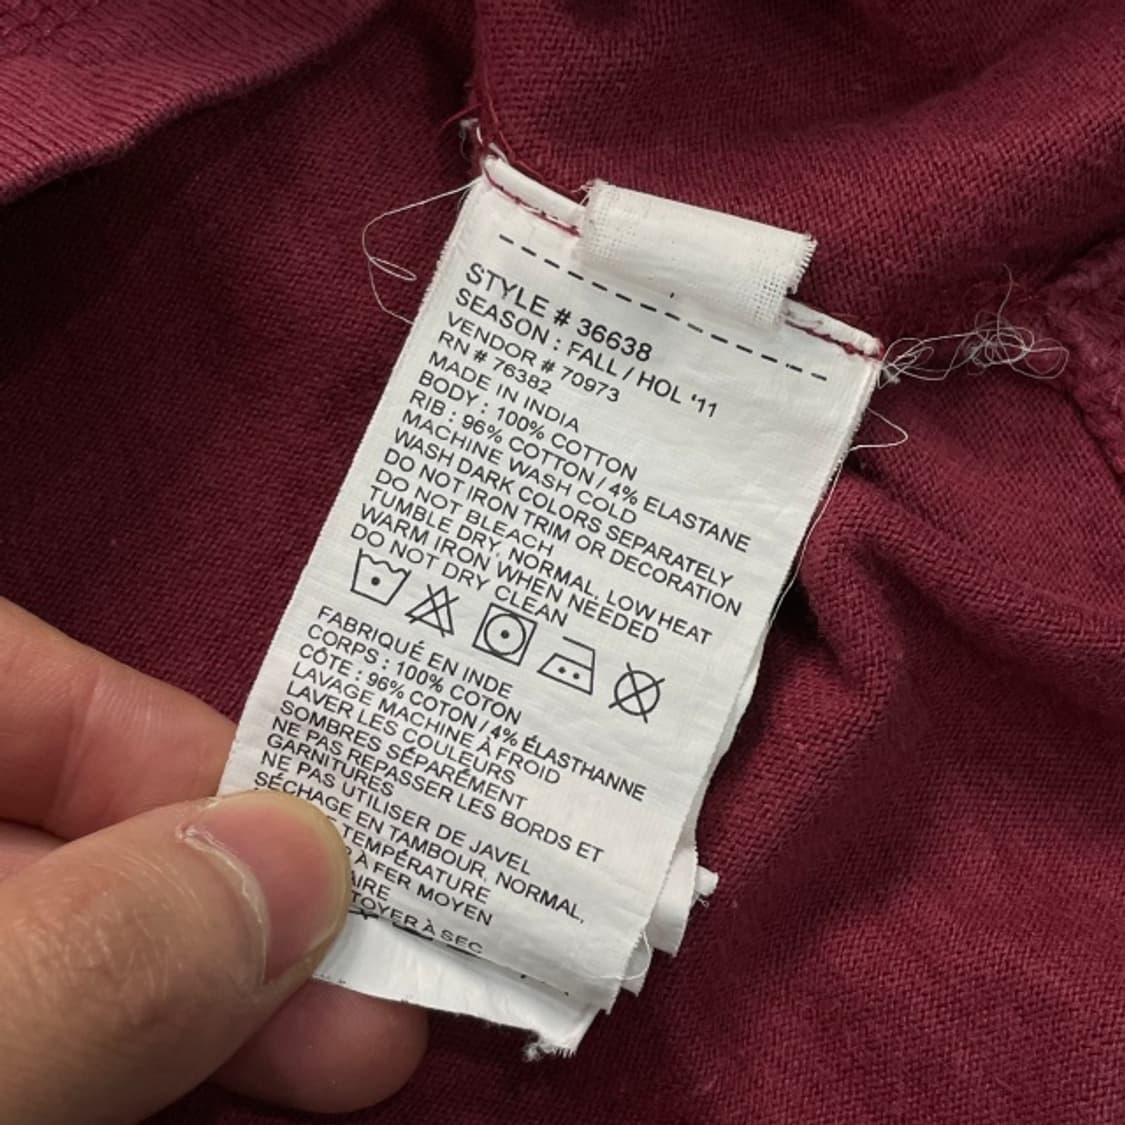 STYLE # 36638
SEASON : FALL / HOL '11
VENDOR # 70973
RN # 76382
MADE IN INDIA
BODY : 100% COTTON
RIB : 96% COTTON / 4% ELASTANE
MACHINE WASH COLD
WASH DARK COLORS SEPARATELY
DO NOT IRON TRIM OR DECORATION
DO NOT BLEACH
TUMBLE DRY, NORMAL, LOW HEAT
WARM IRON WHEN NEEDED
DO NOT DRY CLEAN
FABRIQUÉ EN INDE
CORPS : 100% COTON
CÔTE : 96% COTON / 4% ÉLASTHANNE
LAVAGE MACHINE À FROID
LAVER LES COULEURS
SOMBRES SÉPARÉMENT
NE PAS REPASSER LES BORDS ET
GARNITURES
NE PAS UTILISER DE JAVEL
SÉCHAGE EN TAMBOUR, NORMAL,
TEMPÉRATURE
À FER MOYEN
À SEC